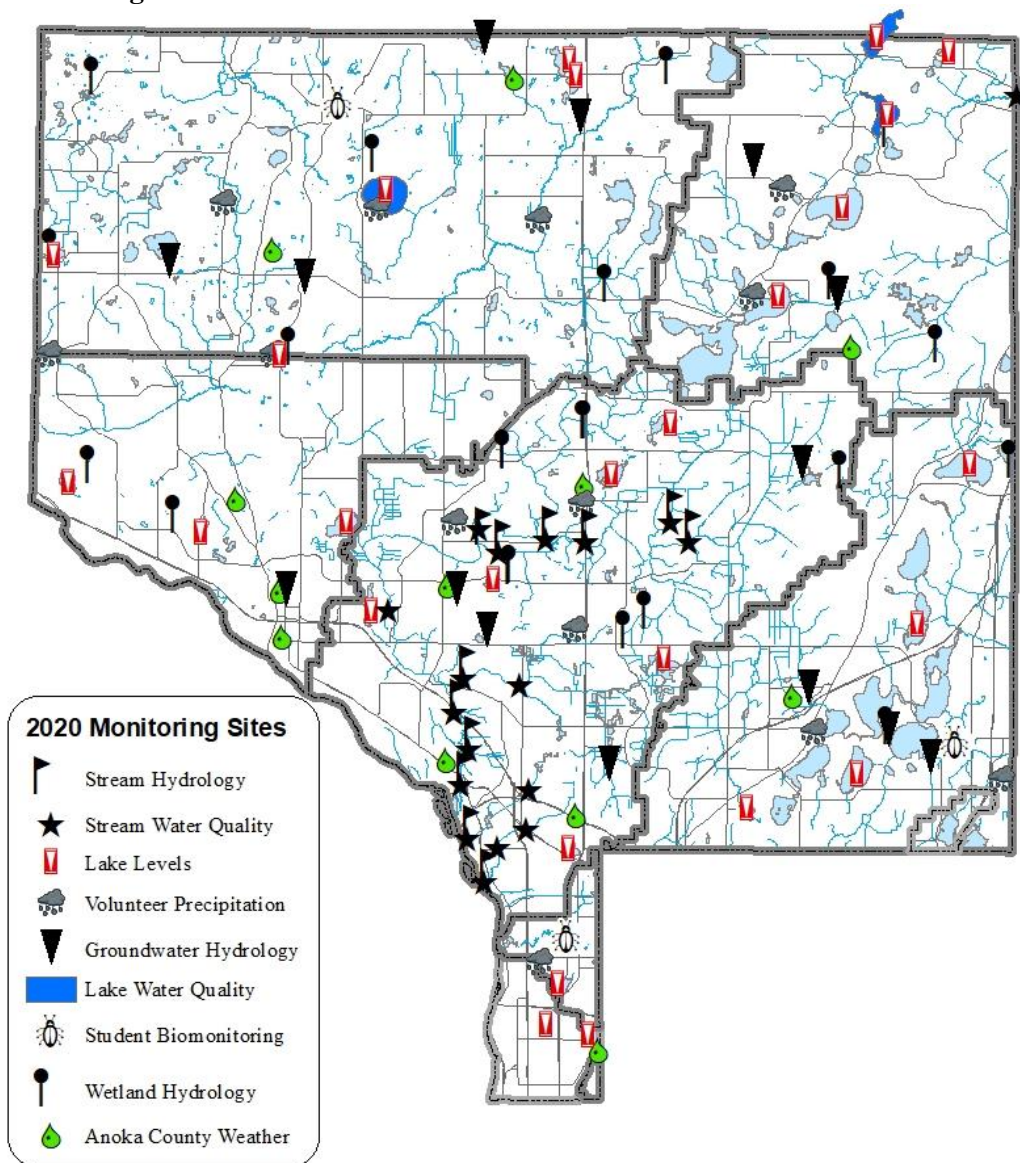 2020 Monitoring Sites
Stream Hydrology
Stream Water Quality
Lake Levels
Volunteer Precipitation
Groundwater Hydrology
Lake Water Quality
Student Biomonitoring
Wetland Hydrology
Anoka County Weather